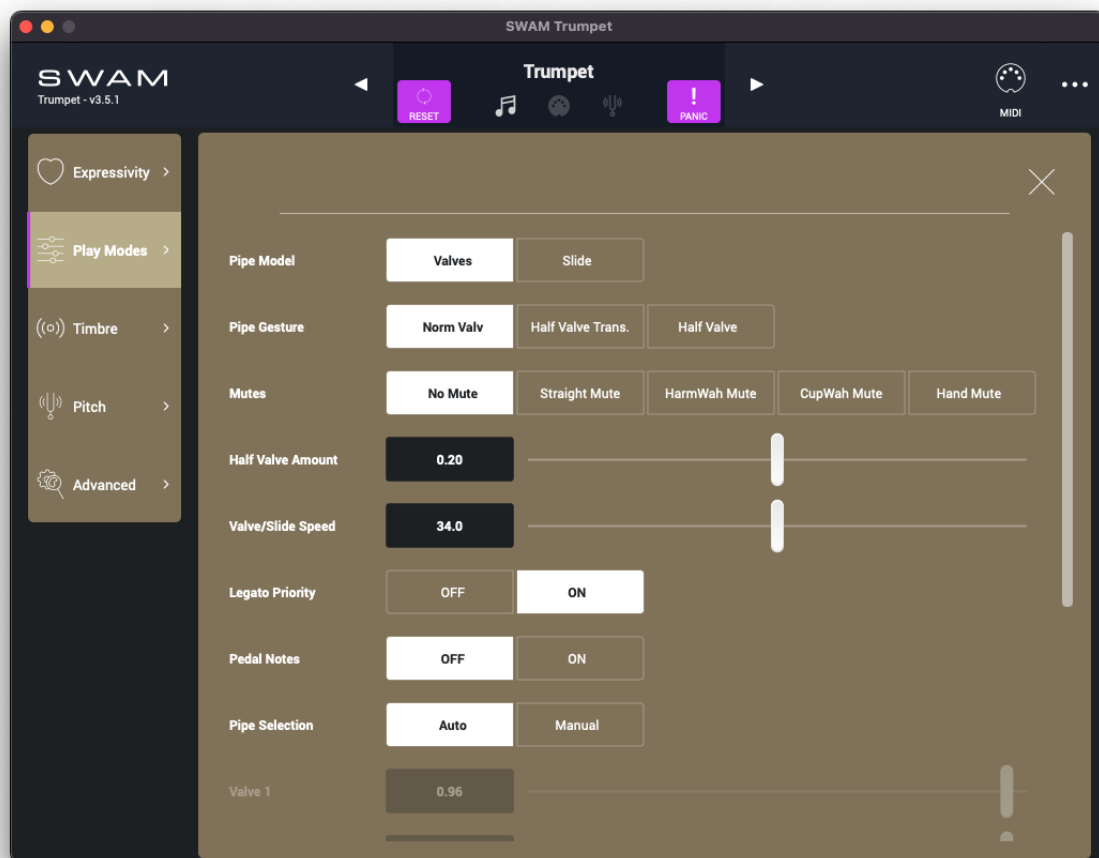 SWAM Trumpet
SWAM
Trumpet - v3.5.1
Trumpet
RESET
!
PANIC
MIDI
Expressivity
Play Modes
Timbre
Pitch
Advanced
Pipe Model Valves Slide
Pipe Gesture Norm Valv Half Valve Trans. Half Valve
Mutes No Mute Straight Mute HarmWah Mute CupWah Mute Hand Mute
Half Valve Amount 0.20
Valve/Slide Speed 34.0
Legato Priority OFF ON
Pedal Notes OFF ON
Pipe Selection Auto Manual
Valve 1 0.96